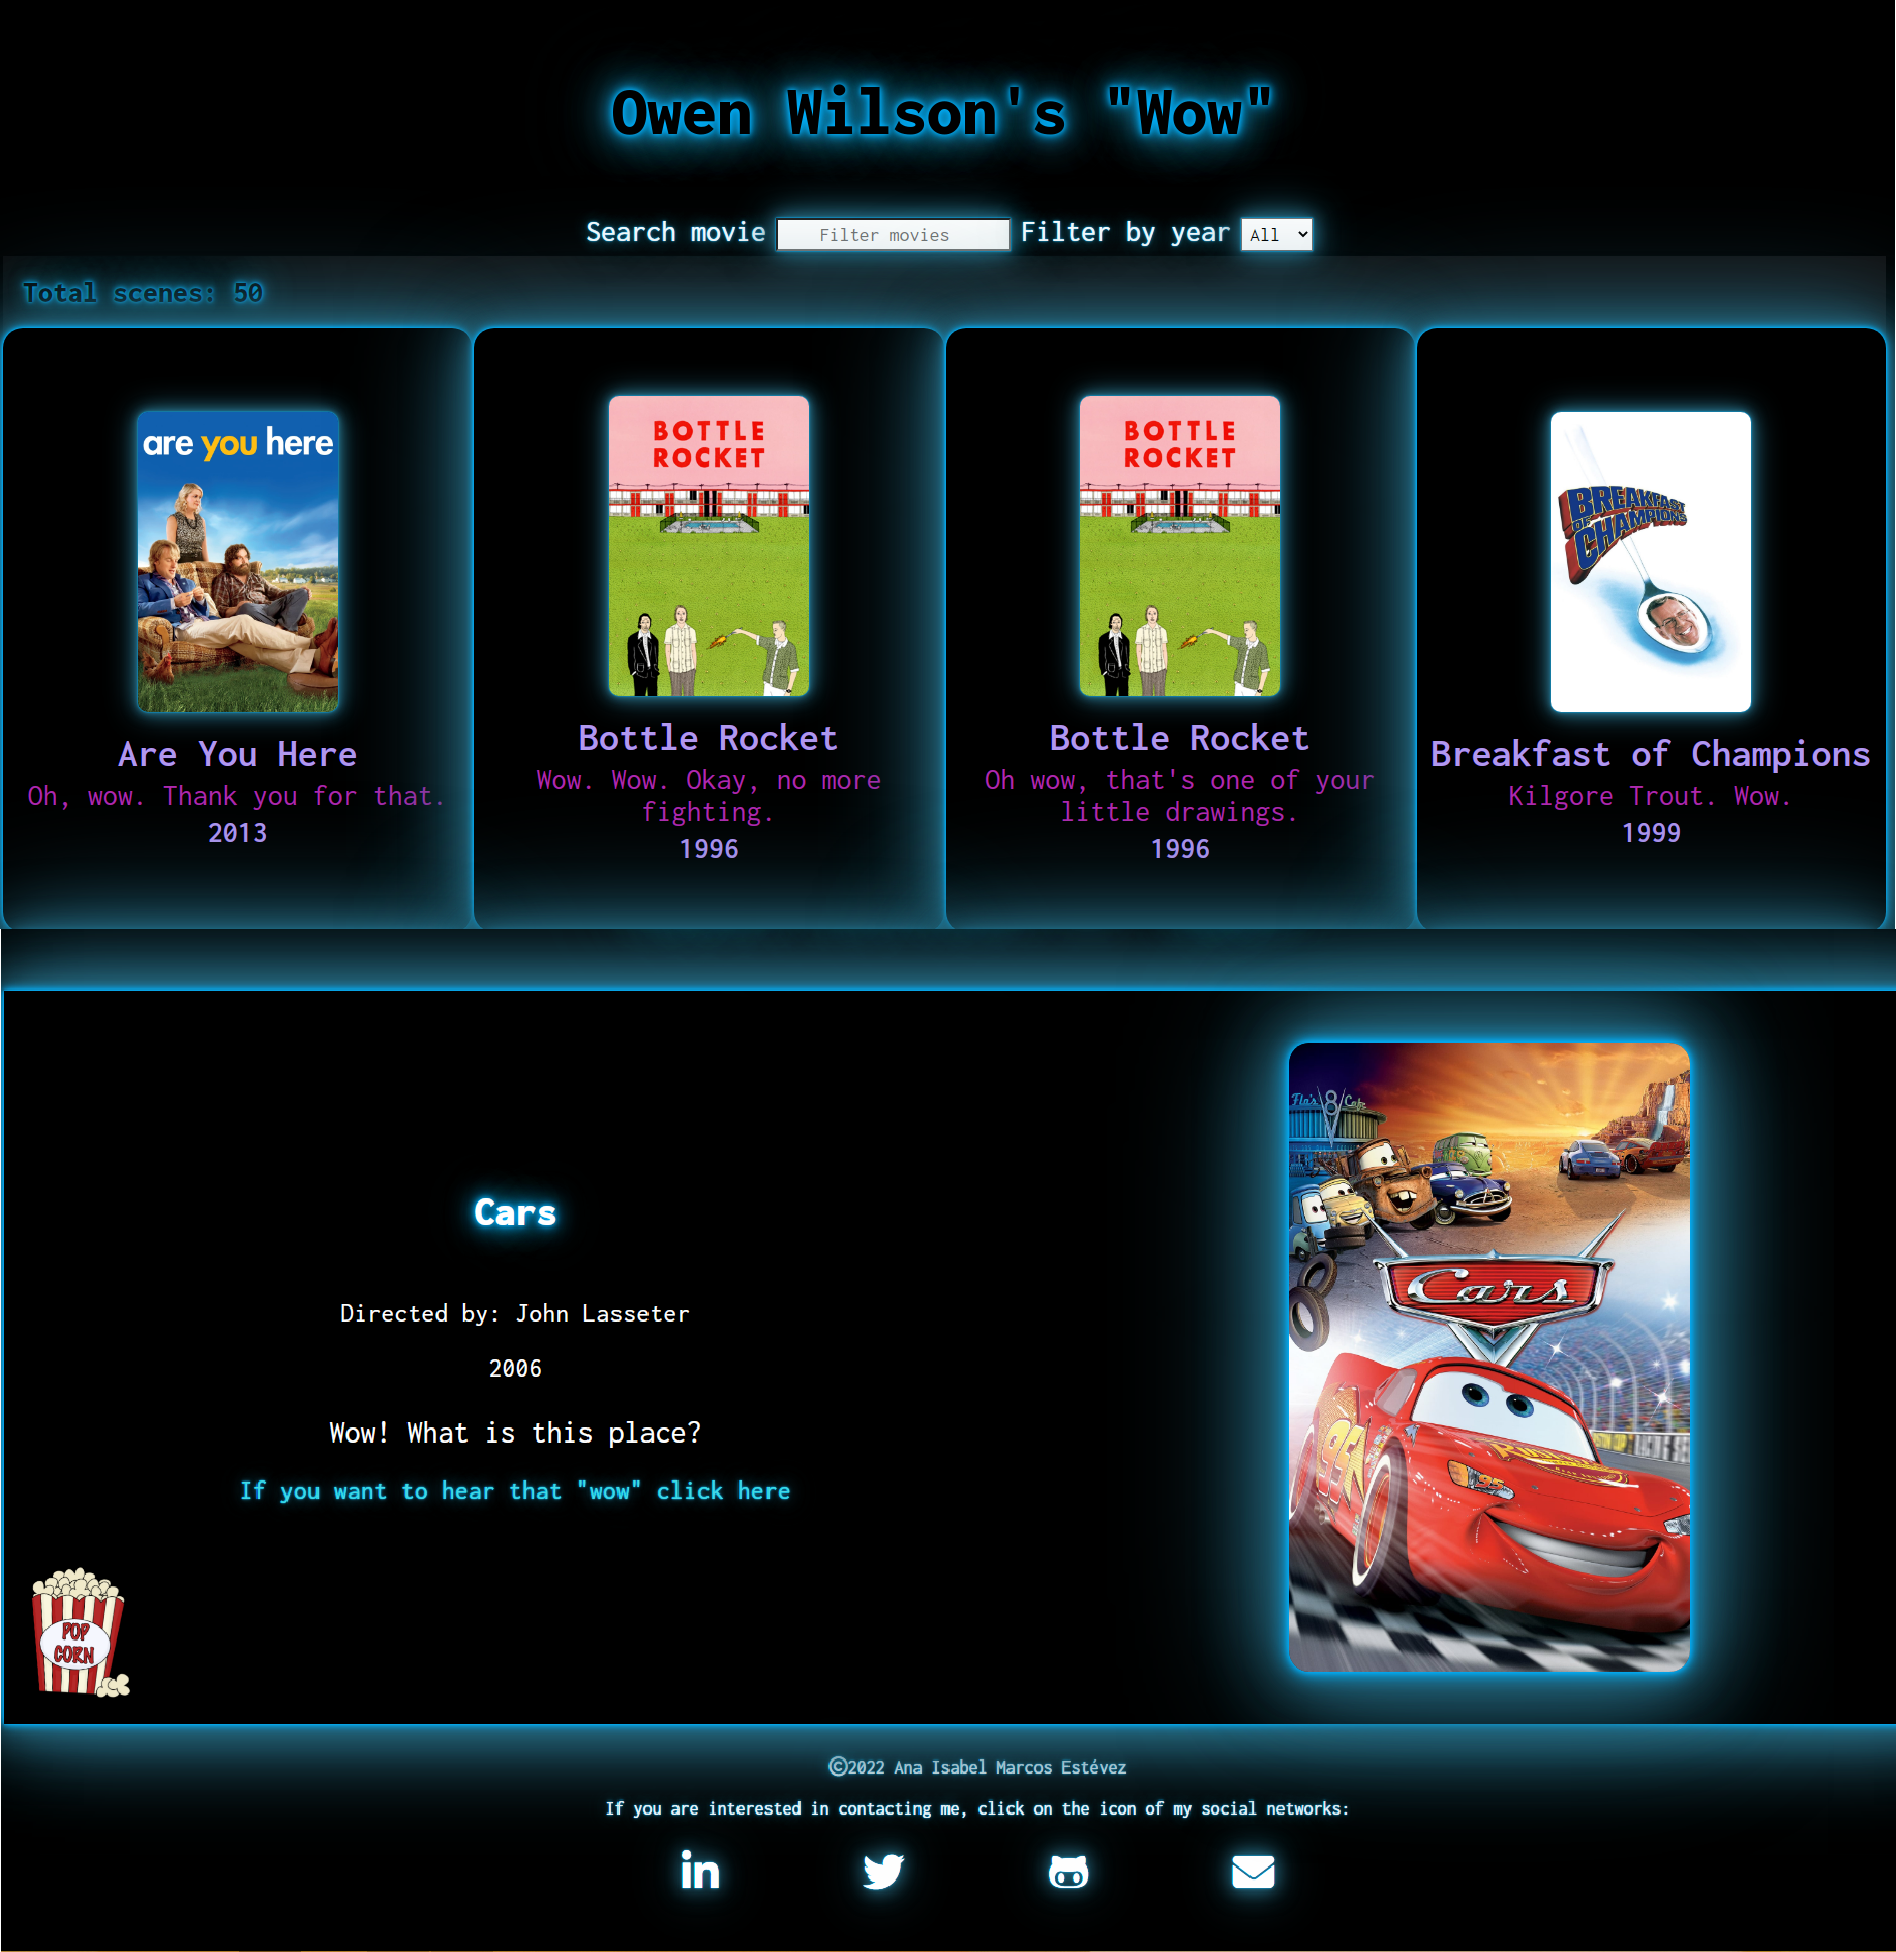 Owen Wilson's "Wow"
Search movie Filter movies Filter by year All
Total scenes: 50
are you here
Are You Here
Oh, wow. Thank you for that.
2013
BOTTLE
ROCKET
Bottle Rocket
Wow. Wow. Okay, no more
fighting.
1996
BOTTLE
ROCKET
Bottle Rocket
Oh wow, that's one of your
little drawings.
1996
BREAKFAST
OF
CHAMPIONS
Breakfast of Champions
Kilgore Trout. Wow.
1999
Cars
Directed by: John Lasseter
2006
Wow! What is this place?
If you want to hear that "wow" click here
POP
CORN
Flo's V8 Cafe
Cars
95
95
©2022 Ana Isabel Marcos Estévez
If you are interested in contacting me, click on the icon of my social networks:
in